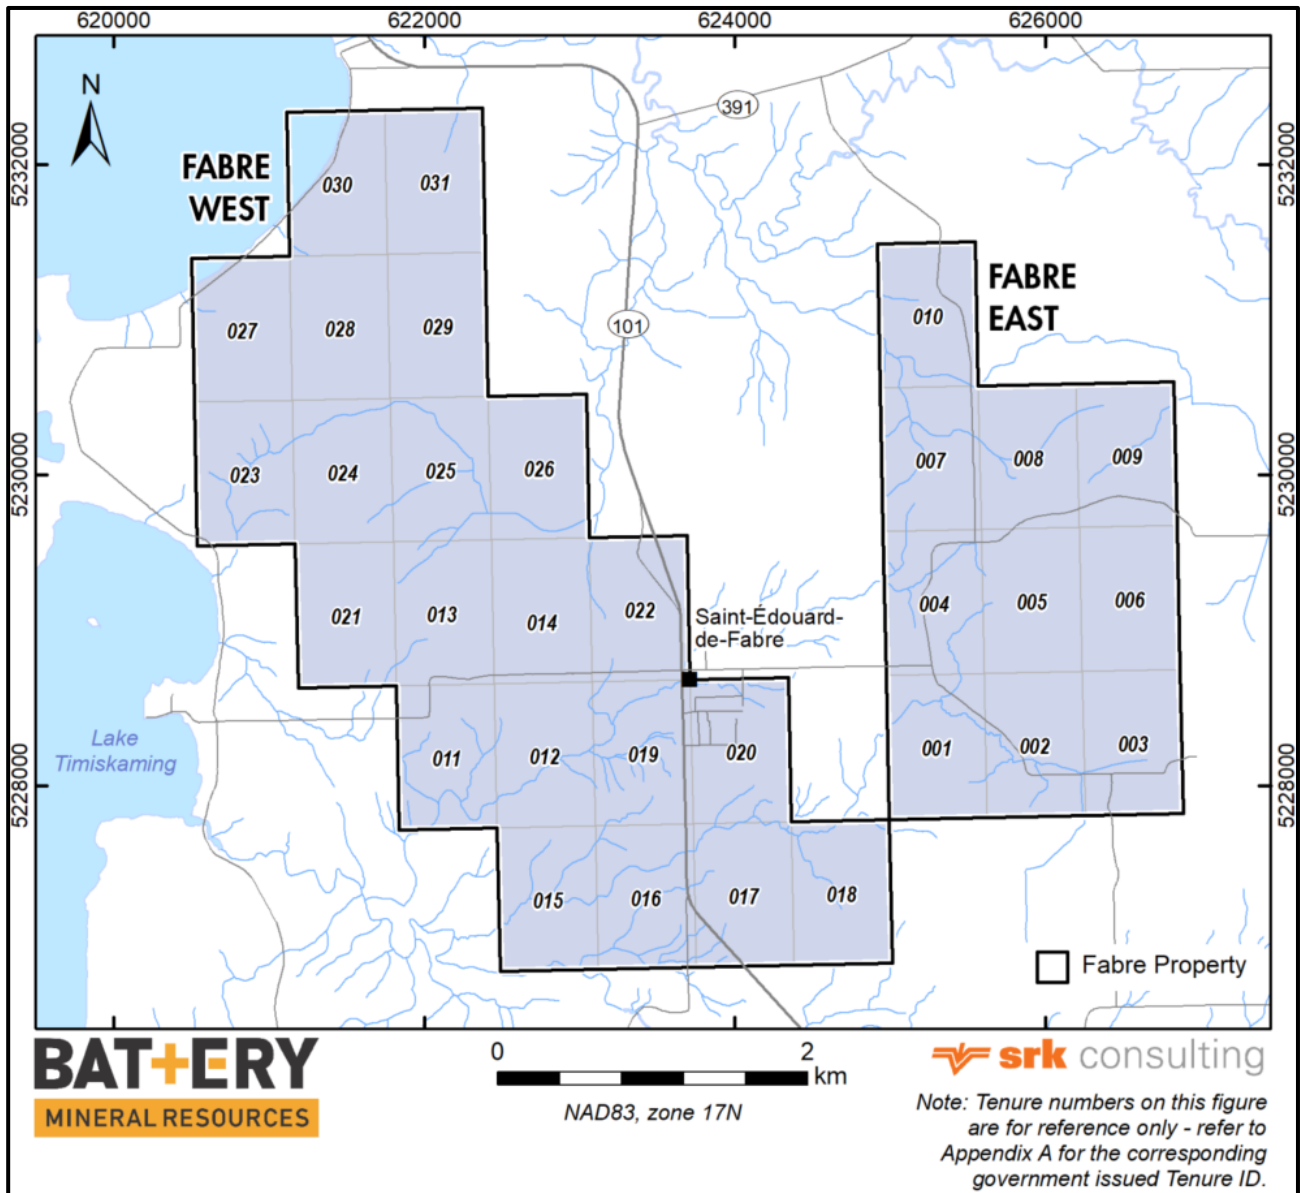 620000
622000
624000
626000
N
391
5232000
5232000
FABRE
WEST
030
031
FABRE
EAST
010
027
028
029
101
023
024
025
026
007
008
009
5230000
5230000
021
013
014
022
Saint-Édouard-
de-Fabre
004
005
006
Lake
Timiskaming
011
012
019
020
001
002
003
5228000
5228000
015
016
017
018
Fabre Property
BATTERY
MINERAL RESOURCES
0
2
km
NAD83, zone 17N
srk consulting
Note: Tenure numbers on this figure
are for reference only - refer to
Appendix A for the corresponding
government issued Tenure ID.